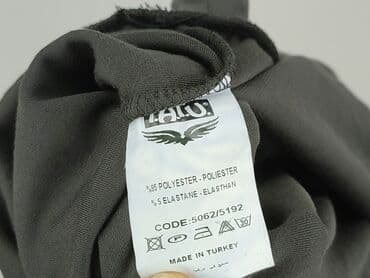 %95 POLYESTER - POLIESTER
%5 ELASTANE - ELASTHAN
CODE:5062/5192
MADE IN TURKEY